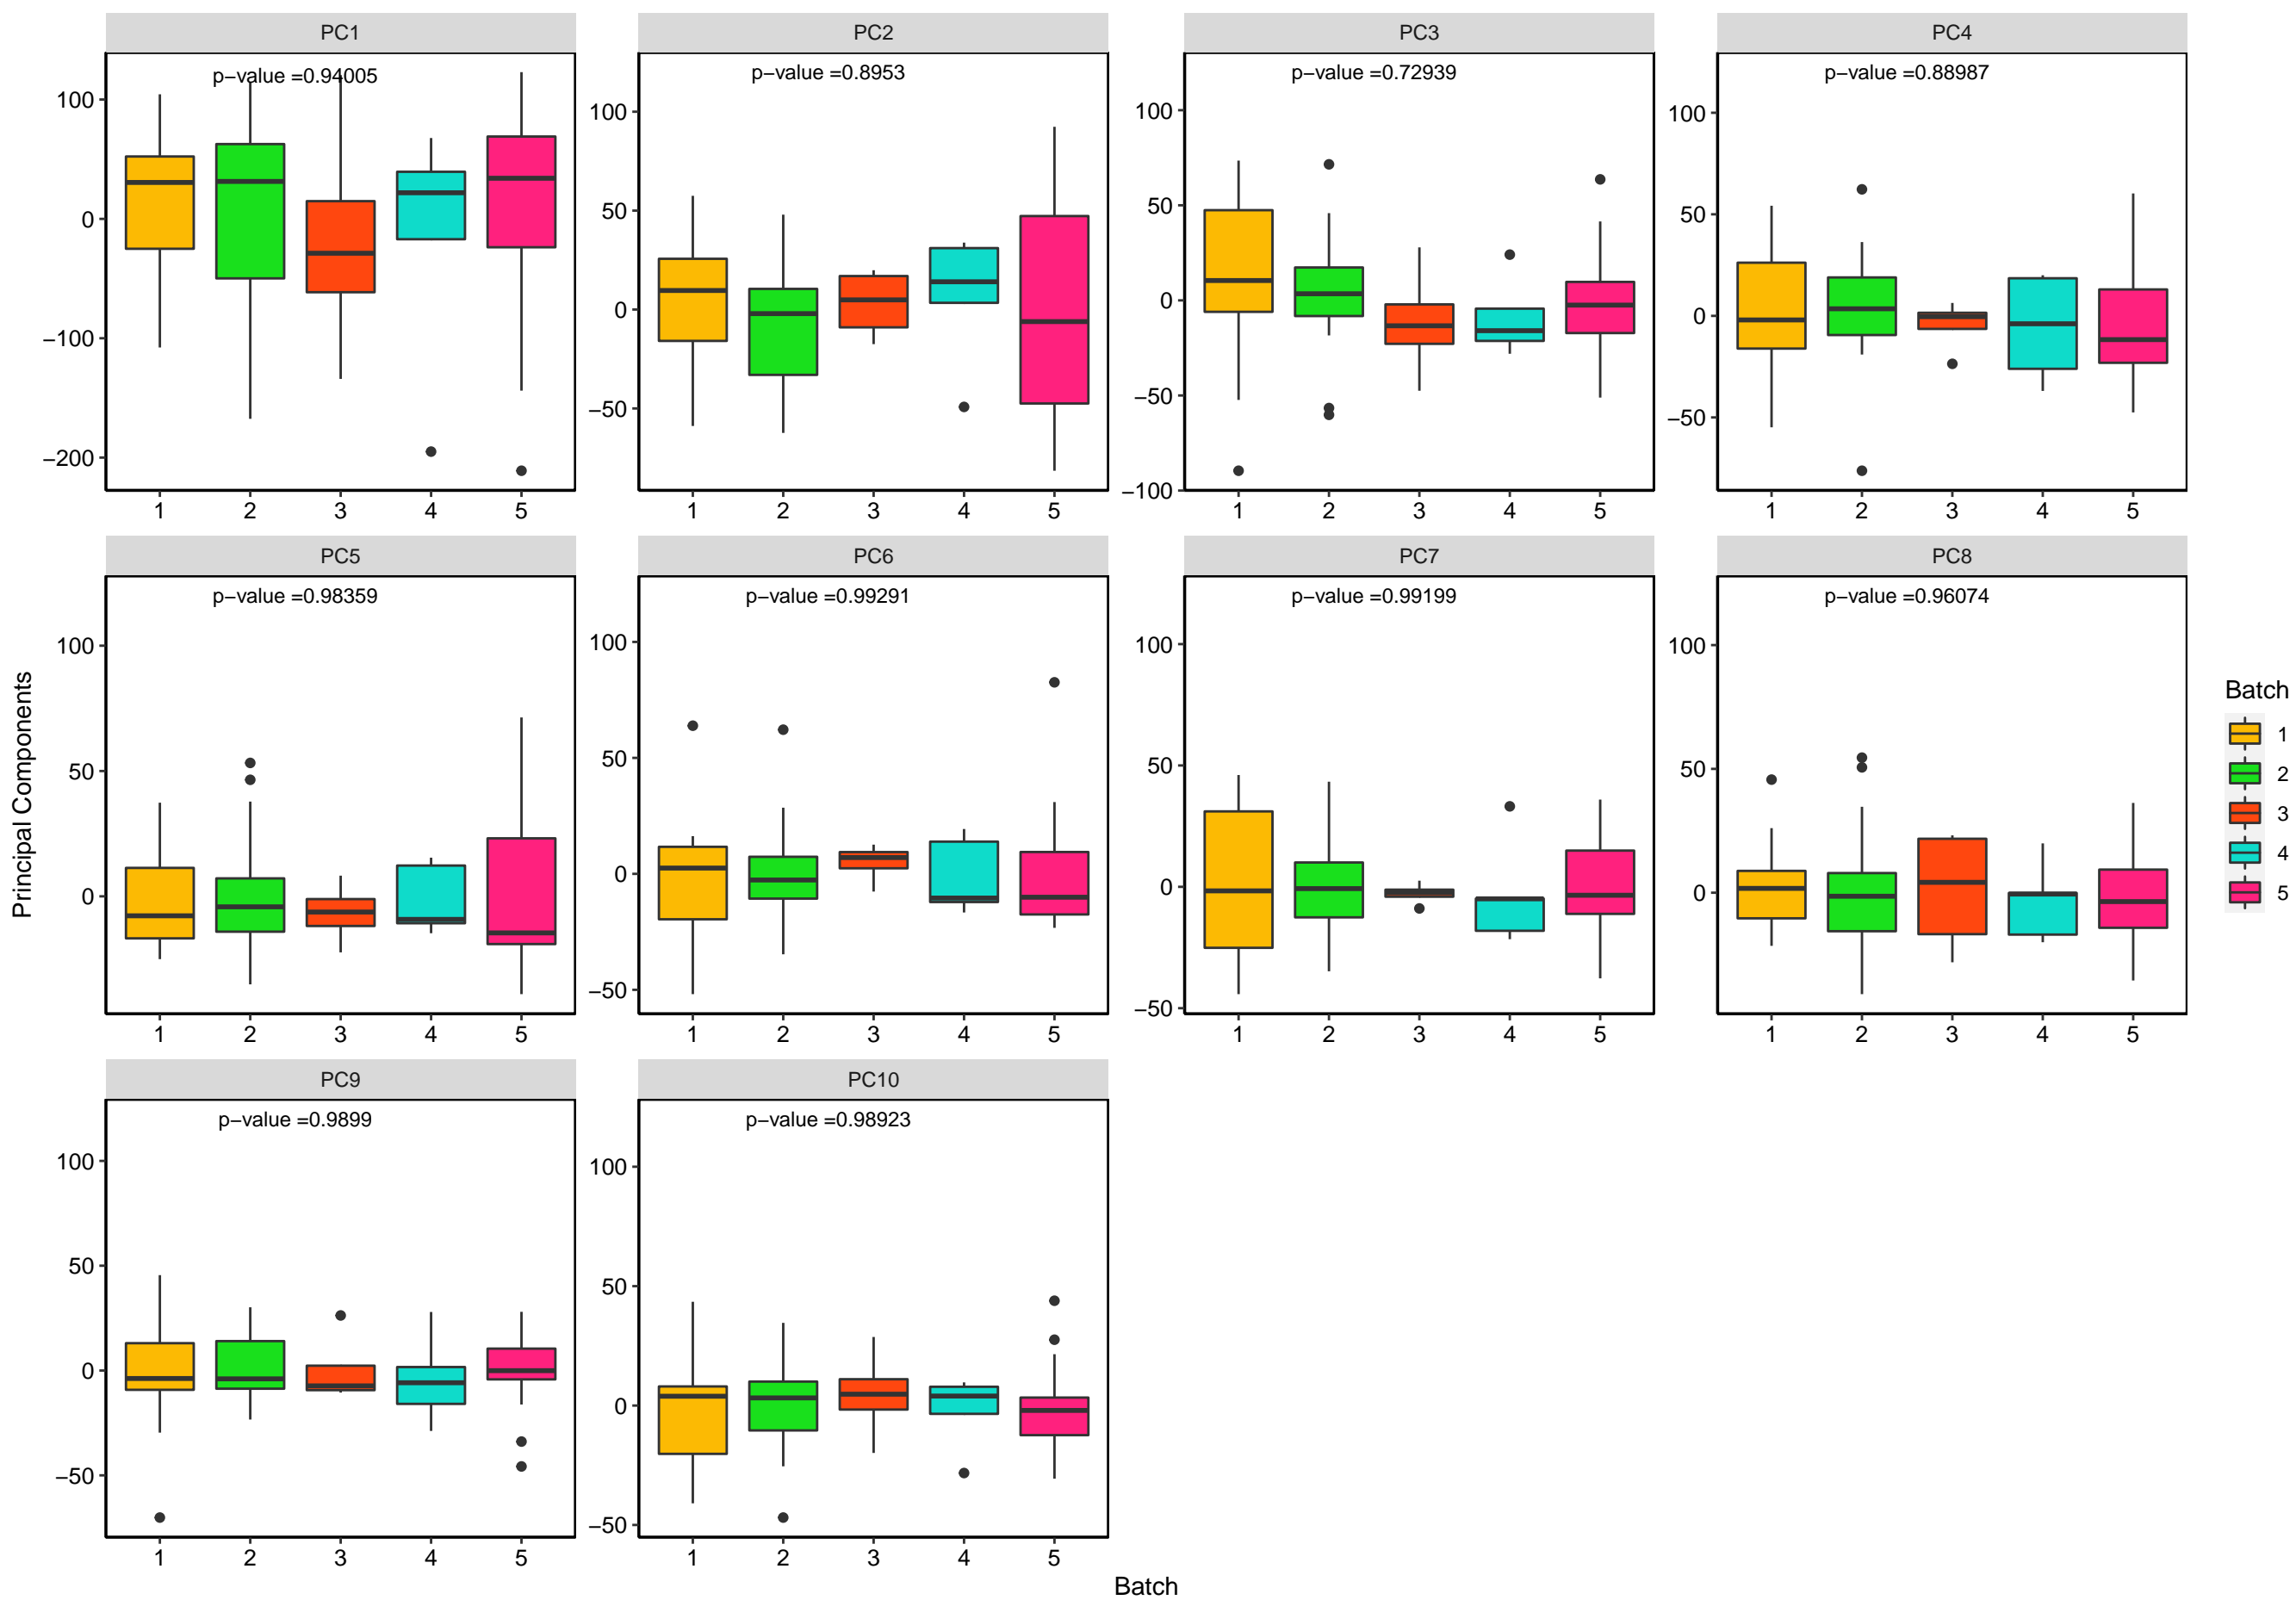 PC1
PC2
PC3
PC4
p−value =0.94005
p−value =0.8953
p−value =0.72939
p−value =0.88987
100
0
−100
−200
100
50
0
−50
100
50
0
−50
−100
100
50
0
−50
1 2 3 4 5
1 2 3 4 5
1 2 3 4 5
1 2 3 4 5
PC5
PC6
PC7
PC8
p−value =0.98359
p−value =0.99291
p−value =0.99199
p−value =0.96074
100
50
0
100
50
0
−50
100
50
0
−50
100
50
0
1 2 3 4 5
1 2 3 4 5
1 2 3 4 5
1 2 3 4 5
PC9
PC10
p−value =0.9899
p−value =0.98923
100
50
0
−50
100
50
0
−50
1 2 3 4 5
1 2 3 4 5
Principal Components
Batch
Batch
1
2
3
4
5